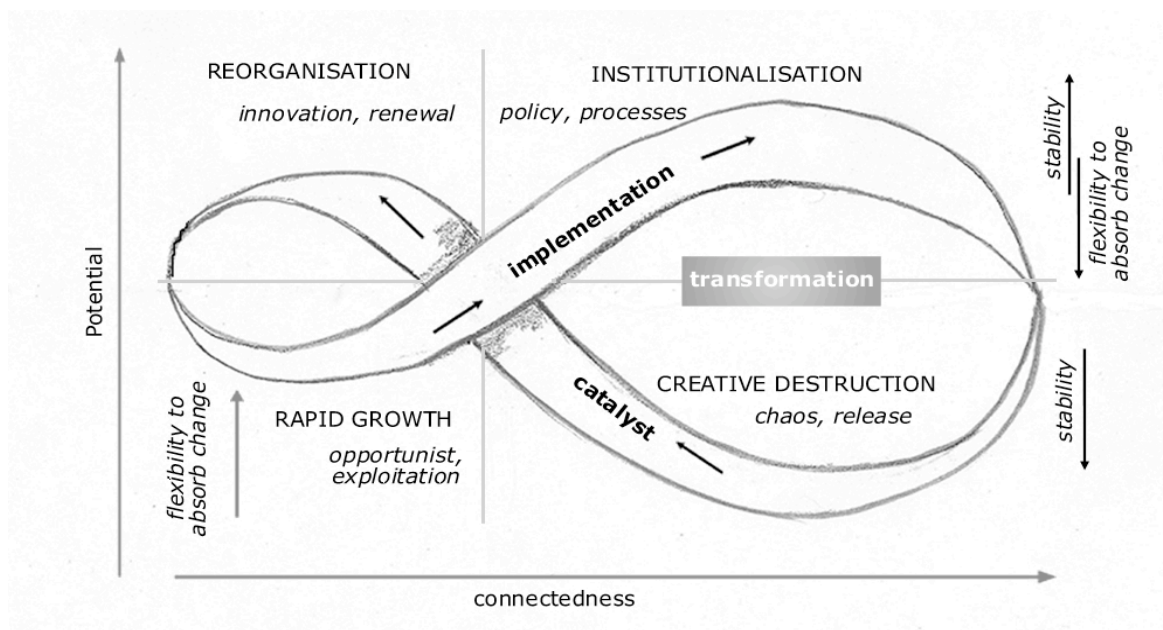 REORGANISATION
innovation, renewal
INSTITUTIONALISATION
policy, processes
stability
flexibility to
absorb change
implementation
transformation
Potential
CREATIVE DESTRUCTION
chaos, release
catalyst
stability
RAPID GROWTH
opportunist,
exploitation
flexibility to
absorb change
connectedness